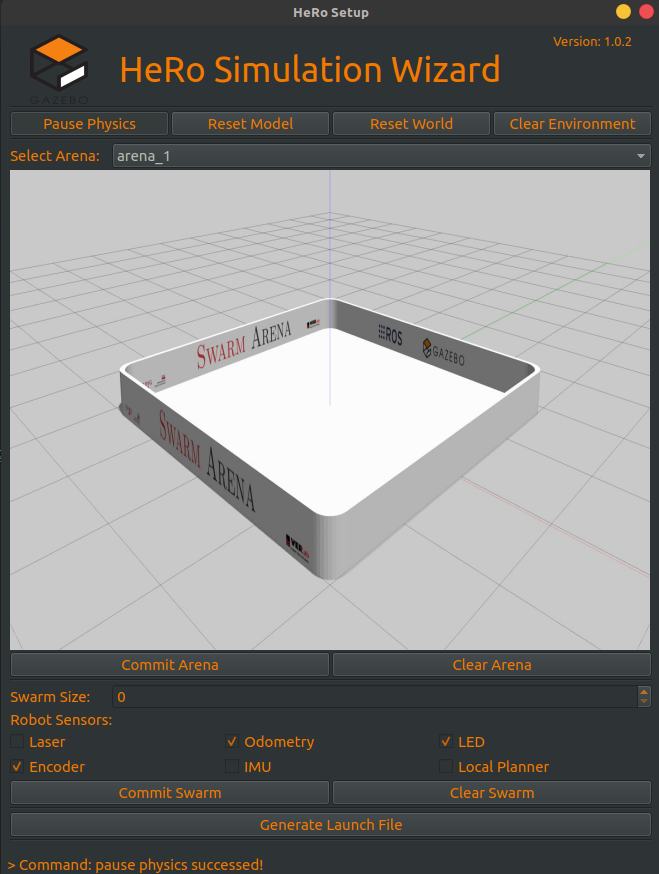 HeRo Setup
Version: 1.0.2
HeRo Simulation Wizard
GAZEBO
Pause Physics Reset Model Reset World Clear Environment
Select Arena: arena_1
SWARM ARENA
ROS
GAZEBO
SWARM ARENA
VER
Commit Arena Clear Arena
Swarm Size: 0
Robot Sensors:
Laser Odometry LED
Encoder IMU Local Planner
Commit Swarm Clear Swarm
Generate Launch File
> Command: pause physics successed!